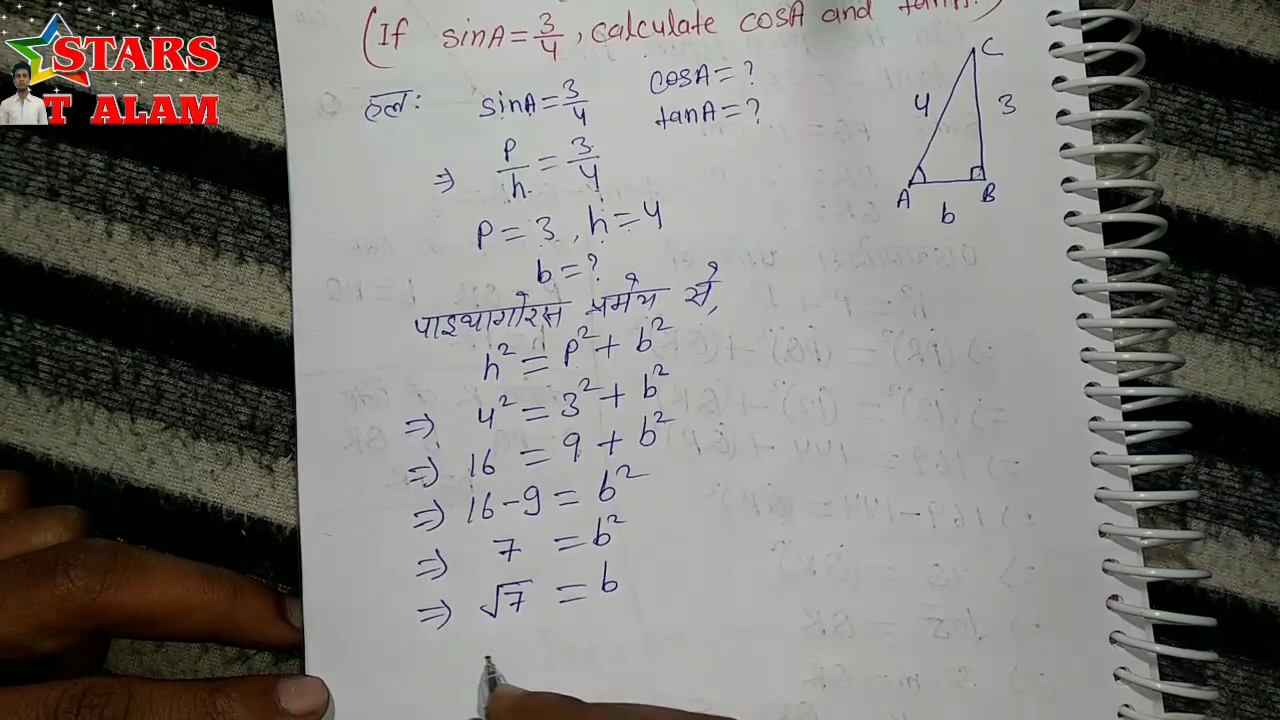 STARS
T ALAM
(If sinA = 3/4, calculate cosA and tanA.)
हल: sinA = 3/4 cosA = ?
tanA = ?
⇒ p/h = 3/4
p = 3, h = 4
b = ?
पाइथागोरस प्रमेय से,
h² = p² + b²
⇒ 4² = 3² + b²
⇒ 16 = 9 + b²
⇒ 16 - 9 = b²
⇒ 7 = b²
⇒ √7 = b
C
4
3
A
B
b